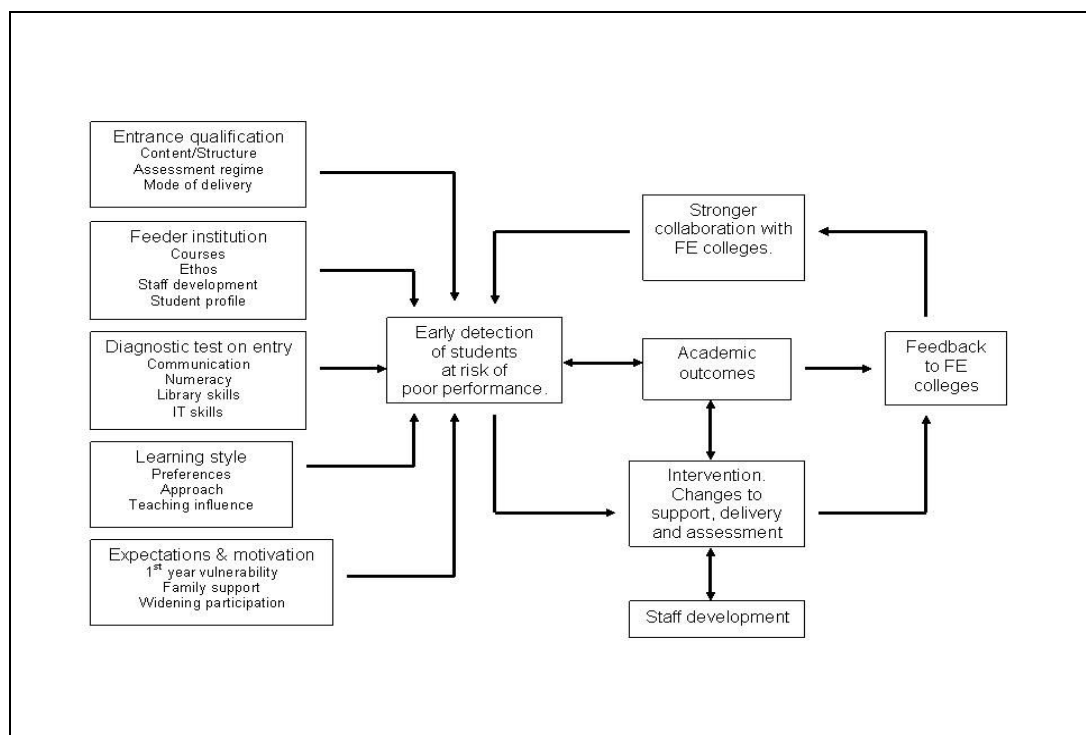 Entrance qualification
Content/Structure
Assessment regime
Mode of delivery
Feeder institution
Courses
Ethos
Staff development
Student profile
Diagnostic test on entry
Communication
Numeracy
Library skills
IT skills
Learning style
Preferences
Approach
Teaching influence
Expectations & motivation
1st year vulnerability
Family support
Widening participation
Early detection
of students
at risk of
poor performance.
Stronger
collaboration with
FE colleges.
Academic
outcomes
Intervention.
Changes to
support, delivery
and assessment
Staff development
Feedback
to FE
colleges